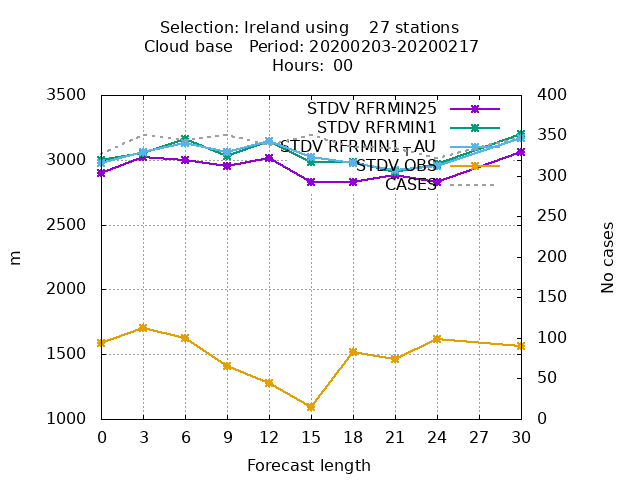 Selection: Ireland using    27 stations
Cloud base   Period: 20200203-20200217
Hours:  00
3500
3000
2500
2000
1500
1000
400
350
300
250
200
150
100
50
0
m
No cases
STDV RFRMIN25
STDV RFRMIN1
STDV RFRMIN1_AU
STDV OBS
CASES
0 3 6 9 12 15 18 21 24 27 30
Forecast length